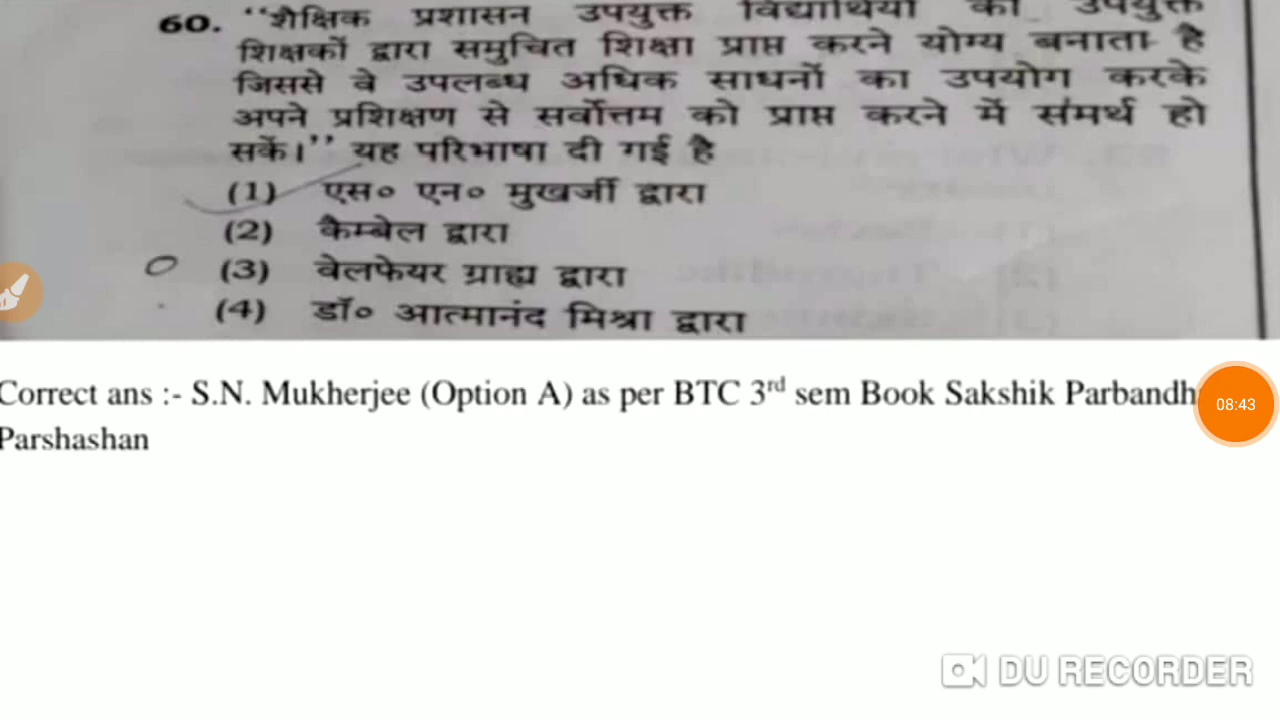 60. “शैक्षिक प्रशासन उपयुक्त विद्यार्थियों को उपयुक्त
शिक्षकों द्वारा समुचित शिक्षा प्राप्त करने योग्य बनाता है
जिससे वे उपलब्ध अधिक साधनों का उपयोग करके
अपने प्रशिक्षण से सर्वोत्तम को प्राप्त करने में समर्थ हो
सकें।” यह परिभाषा दी गई है
(1) एस० एन० मुखर्जी द्वारा
(2) कैम्बेल द्वारा
(3) वेलफेयर ग्राह्य द्वारा
(4) डॉ० आत्मानंद मिश्रा द्वारा
Correct ans :- S.N. Mukherjee (Option A) as per BTC 3rd sem Book Sakshik Parbandh
08:43
Parshashan
DU RECORDER